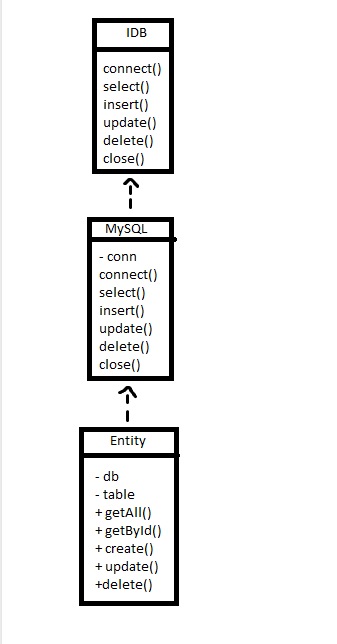 IDB
connect()
select()
insert()
update()
delete()
close()
MySQL
- conn
connect()
select()
insert()
update()
delete()
close()
Entity
- db
- table
+ getAll()
+ getById()
+ create()
+ update()
+delete()